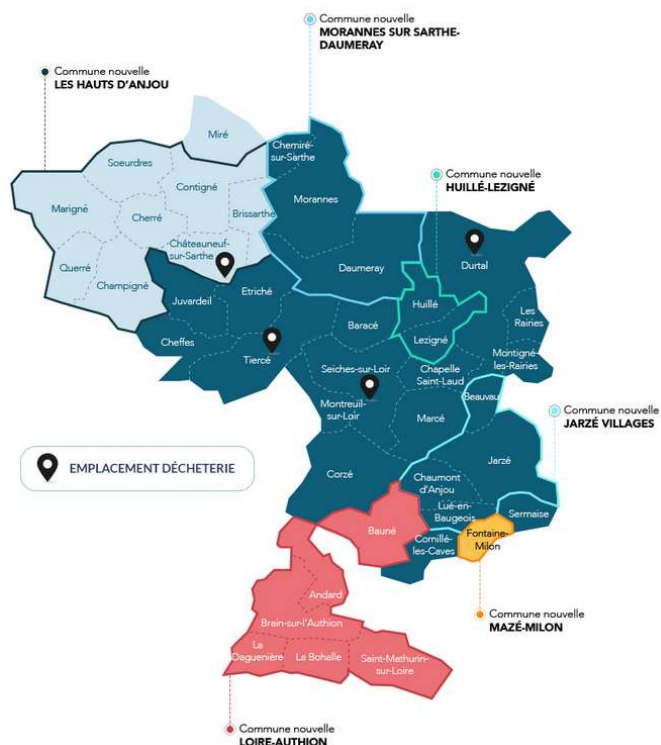 Commune nouvelle
MORANNES SUR SARTHE-
DAUMERAY
Commune nouvelle
LES HAUTS D'ANJOU
Miré
Soeurdres
Chemiré-
sur-Sarthe
Contigné
Commune nouvelle
HUILLÉ-LEZIGNÉ
Marigné
Cherré
Brissarthe
Morannes
Châteauneuf-
sur-Sarthe
Querré
Champigné
Daumeray
Durtal
Juvardeil
Etriché
Huillé
Baracé
Les
Rairies
Cheffes
Tiercé
Lezigné
Montigné-
les-Rairies
Seiches-sur-Loir
Chapelle
Saint-Laud
Montreuil-
sur-Loir
Marcé
Beauvau
Commune nouvelle
JARZÉ VILLAGES
Jarzé
EMPLACEMENT DÉCHETERIE
Corzé
Chaumont
d'Anjou
Lué-en-
Baugeois
Sermaise
Bauné
Cornillé-
les-Caves
Fontaine-
Milon
Andard
Commune nouvelle
MAZÉ-MILON
Brain-sur-l'Authion
La
Daguenière
La Bohalle
Saint-Mathurin-
sur-Loire
Commune nouvelle
LOIRE-AUTHION